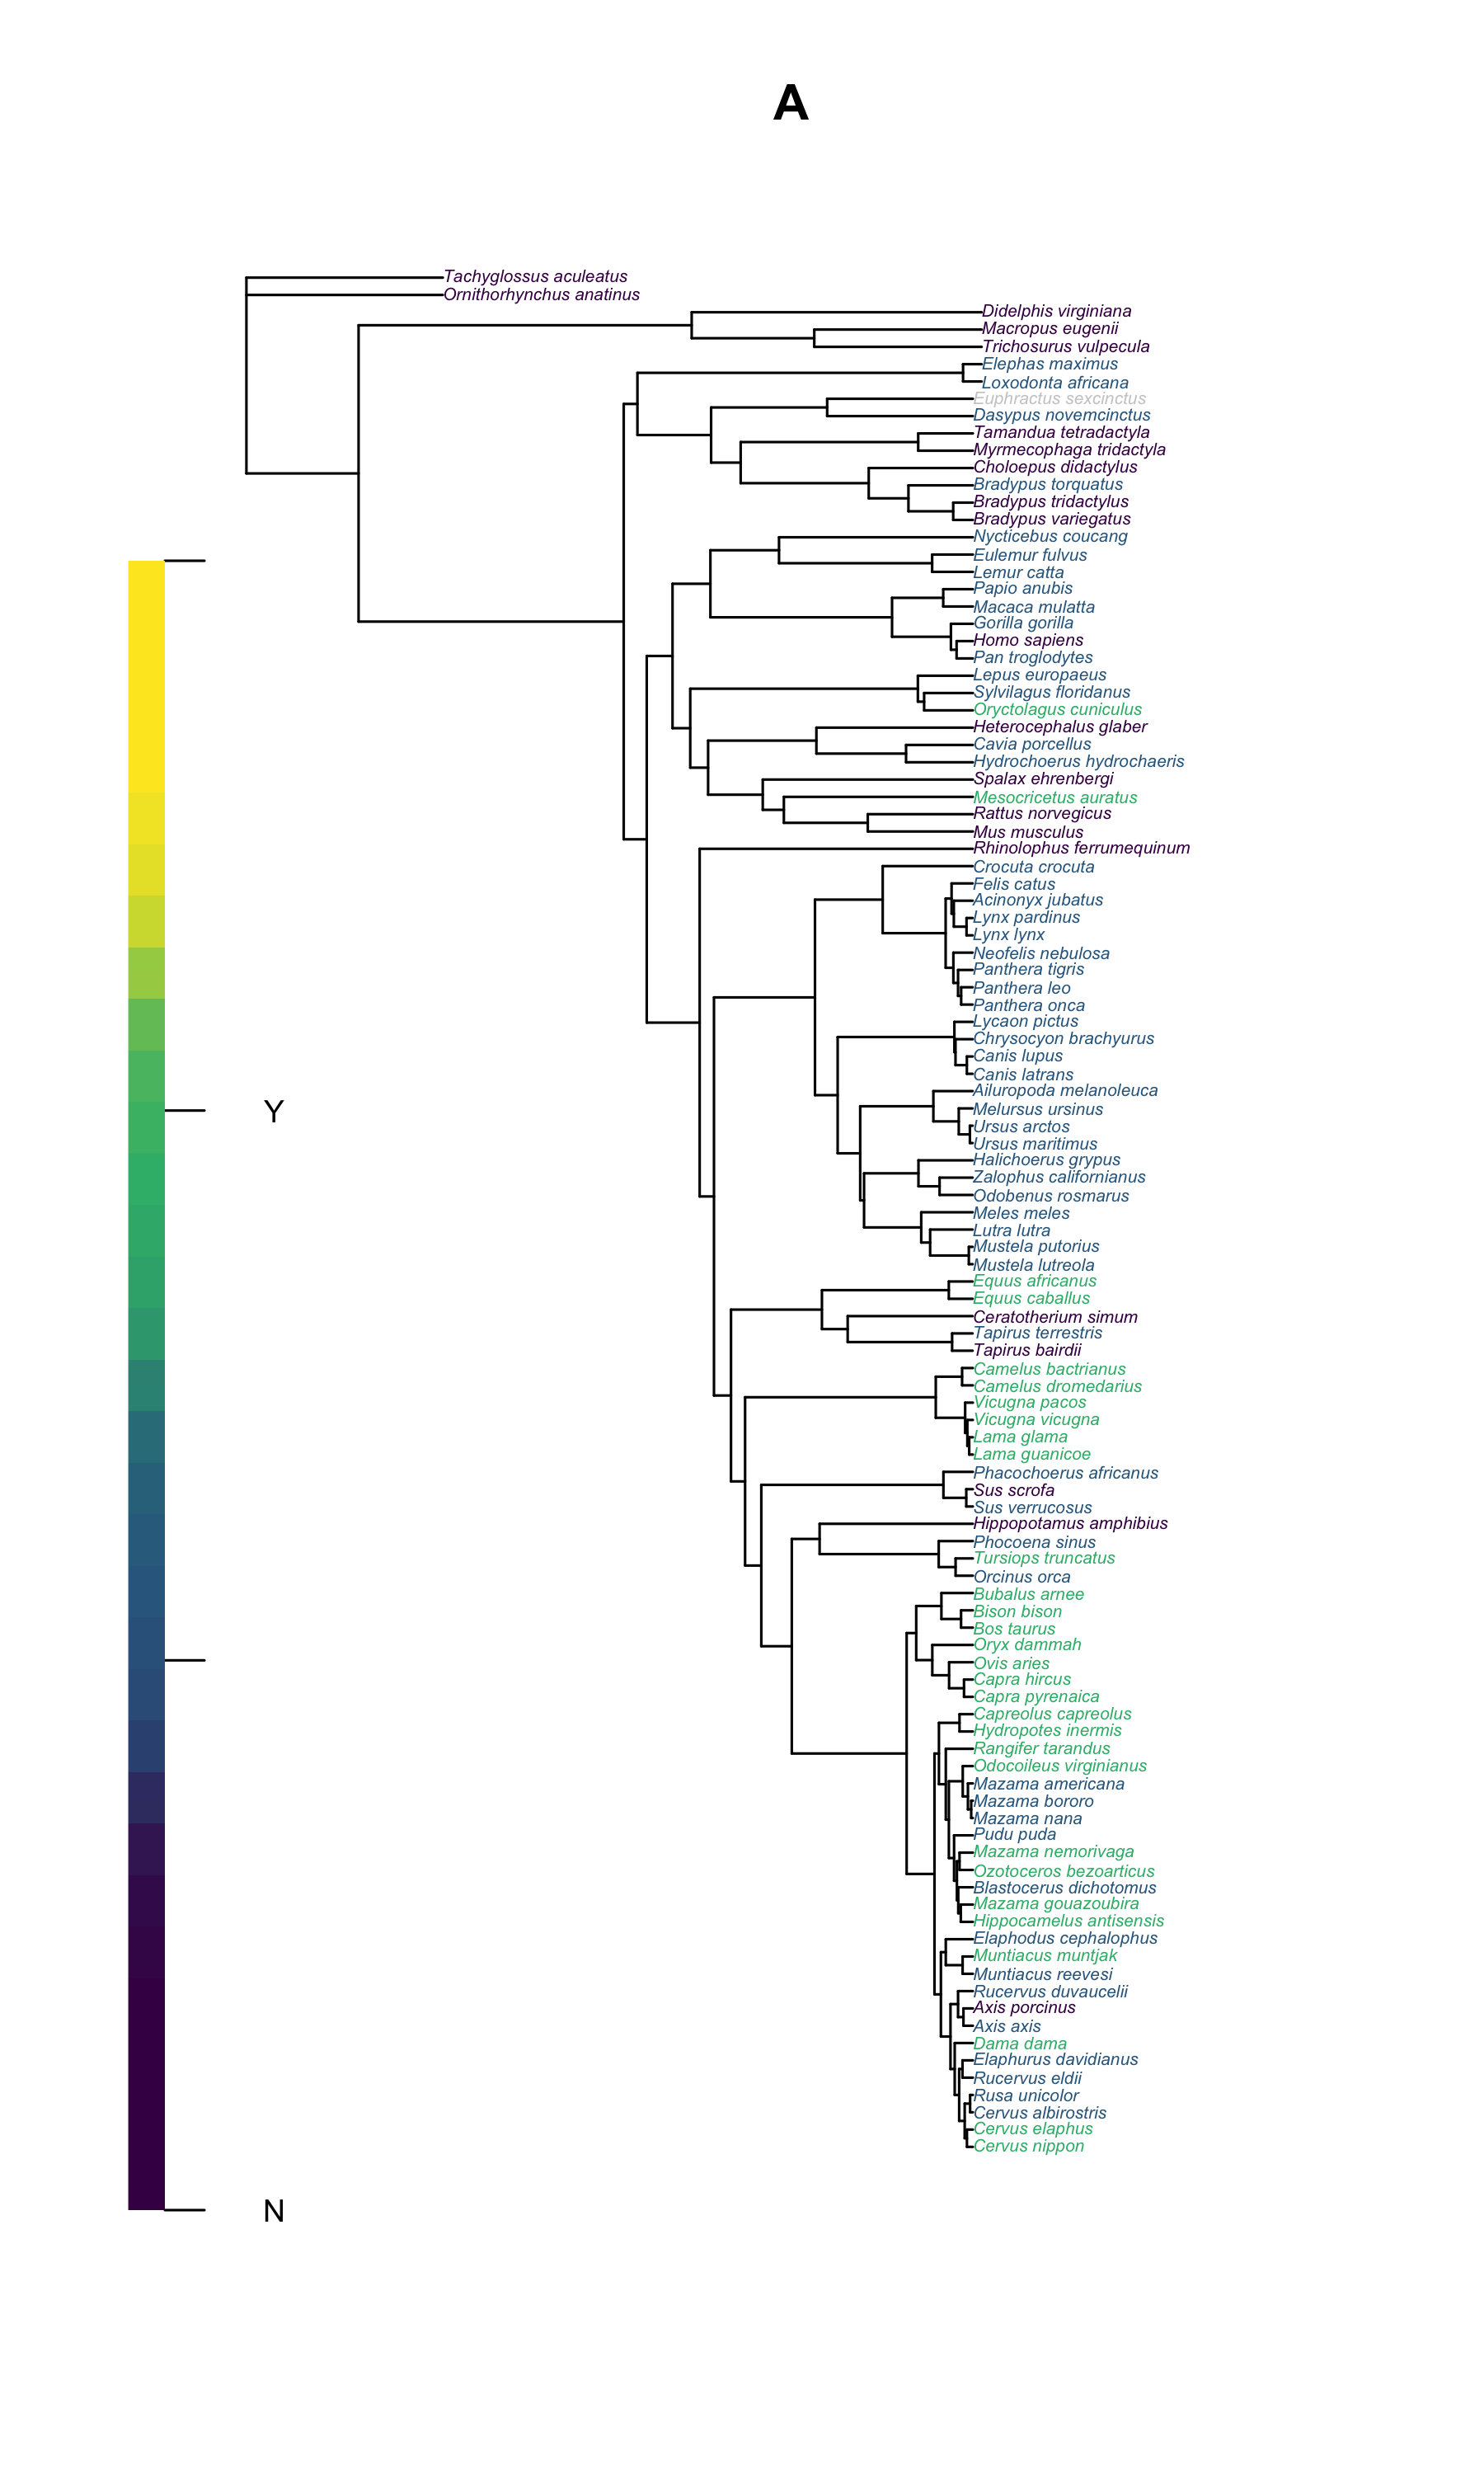 A
Tachyglossus aculeatus
Ornithorhynchus anatinus
Didelphis virginiana
Macropus eugenii
Trichosurus vulpecula
Elephas maximus
Loxodonta africana
Euphractus sexcinctus
Dasypus novemcinctus
Tamandua tetradactyla
Myrmecophaga tridactyla
Choloepus didactylus
Bradypus torquatus
Bradypus tridactylus
Bradypus variegatus
Nycticebus coucang
Eulemur fulvus
Lemur catta
Papio anubis
Macaca mulatta
Gorilla gorilla
Homo sapiens
Pan troglodytes
Lepus europaeus
Sylvilagus floridanus
Oryctolagus cuniculus
Heterocephalus glaber
Cavia porcellus
Hydrochoerus hydrochaeris
Spalax ehrenbergi
Mesocricetus auratus
Rattus norvegicus
Mus musculus
Rhinolophus ferrumequinum
Crocuta crocuta
Felis catus
Acinonyx jubatus
Lynx pardinus
Lynx lynx
Neofelis nebulosa
Panthera tigris
Panthera leo
Panthera onca
Lycaon pictus
Chrysocyon brachyurus
Canis lupus
Canis latrans
Ailuropoda melanoleuca
Melursus ursinus
Ursus arctos
Ursus maritimus
Halichoerus grypus
Zalophus californianus
Odobenus rosmarus
Meles meles
Lutra lutra
Mustela putorius
Mustela lutreola
Equus africanus
Equus caballus
Ceratotherium simum
Tapirus terrestris
Tapirus bairdii
Camelus bactrianus
Camelus dromedarius
Vicugna pacos
Vicugna vicugna
Lama glama
Lama guanicoe
Phacochoerus africanus
Sus scrofa
Sus verrucosus
Hippopotamus amphibius
Phocoena sinus
Tursiops truncatus
Orcinus orca
Bubalus arnee
Bison bison
Bos taurus
Oryx dammah
Ovis aries
Capra hircus
Capra pyrenaica
Capreolus capreolus
Hydropotes inermis
Rangifer tarandus
Odocoileus virginianus
Mazama americana
Mazama bororo
Mazama nana
Pudu puda
Mazama nemorivaga
Ozotoceros bezoarticus
Blastocerus dichotomus
Mazama gouazoubira
Hippocamelus antisensis
Elaphodus cephalophus
Muntiacus muntjak
Muntiacus reevesi
Rucervus duvaucelii
Axis porcinus
Axis axis
Dama dama
Elaphurus davidianus
Rucervus eldii
Rusa unicolor
Cervus albirostris
Cervus elaphus
Cervus nippon
Y
N